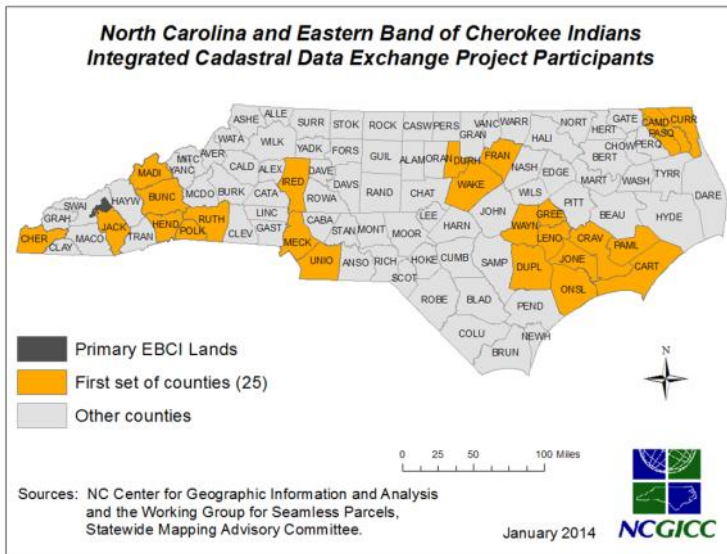 North Carolina and Eastern Band of Cherokee Indians
Integrated Cadastral Data Exchange Project Participants
ASHE ALLE SURR STOK ROCK CASW PERS VANC WARR NORT GATE CAMD CURR
GRAN HERT PASQ
WATA WILK YADK FORS GUIL ALAM ORAN DURH FRAN HALI CHOW PERQ
MITC AVER BERT
MADI YANC CALD ALEX IRED DAVE DAVS NASH EDGE MART WASH TYRR DARE
BUNC MCDO BURK CATA ROWA RAND CHAT WAKE WILS
SWAI HAYW PITT BEAU HYDE
GRAH JACK HEND RUTH LINC CABA LEE JOHN GREE
CHER MACO TRAN POLK CLEV GAST STAN MONT MOOR HARN WAYN LENO CRAV PAML
CLAY MECK JONE
UNIO ANSO RICH HOKE CUMB SAMP DUPL CART
SCOT ONSL
ROBE BLAD PEND
COLU NEWH
BRUN
Primary EBCI Lands
First set of counties (25)
Other counties
N
0 25 50 100 Miles
Sources: NC Center for Geographic Information and Analysis
and the Working Group for Seamless Parcels,
Statewide Mapping Advisory Committee.
January 2014
NCGICC